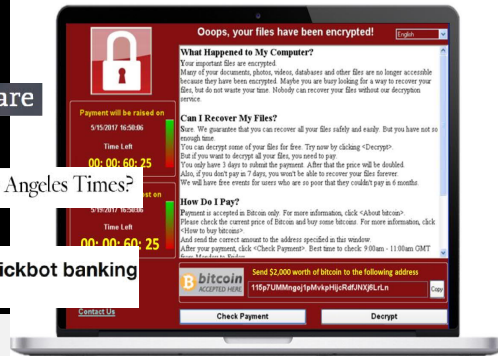 Ooops, your files have been encrypted!
English
What Happened to My Computer?
Your important files are encrypted.
Many of your documents, photos, videos, databases and other files are no longer accessible
because they have been encrypted. Maybe you are busy looking for a way to recover your
files, but do not waste your time. Nobody can recover your files without our decryption
service.
Can I Recover My Files?
Sure. We guarantee that you can recover all your files safely and easily. But you have not so
enough time.
You can decrypt some of your files for free. Try now by clicking <Decrypt>.
But if you want to decrypt all your files, you need to pay.
You only have 3 days to submit the payment. After that the price will be doubled.
Also, if you don't pay in 7 days, you won't be able to recover your files forever.
We will have free events for users who are so poor that they couldn't pay in 6 months.
How Do I Pay?
Payment is accepted in Bitcoin only. For more information, click <About bitcoin>.
Please check the current price of Bitcoin and buy some bitcoins. For more information, click
<How to buy bitcoins>.
And send the correct amount to the address specified in this window.
After your payment, click <Check Payment>. Best time to check: 9:00am - 11:00am GMT
from Monday to Friday.
are
Payment will be raised on
5/15/2017 16:50:06
Time Left
00: 00: 60: 25
Angeles Times?
ost on
5/19/2017 16:50:06
Time Left
00: 00: 60: 25
ickbot banking
bitcoin
ACCEPTED HERE
Send $2,000 worth of bitcoin to the following address
Copy
Contact Us
Check Payment
Decrypt